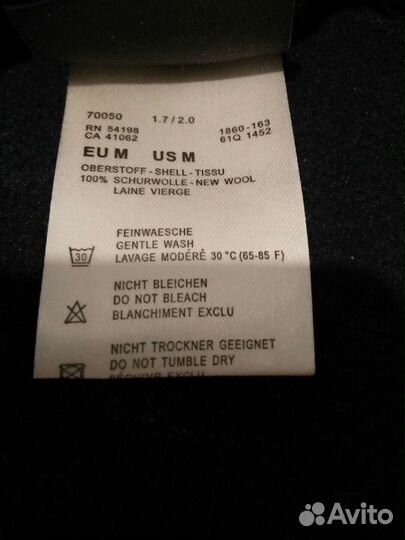 70050 1.7/2.0
RN 54198 1860-163
CA 41062 61Q 1452
EU M US M
OBERSTOFF-SHELL-TISSU
100% SCHURWOLLE-NEW WOOL
LAINE VIERGE
FEINWAESCHE
GENTLE WASH
30 LAVAGE MODÉRÉ 30 °C (65-85 F)
NICHT BLEICHEN
DO NOT BLEACH
BLANCHIMENT EXCLU
NICHT TROCKNER GEEIGNET
DO NOT TUMBLE DRY
EXCLU
Avito